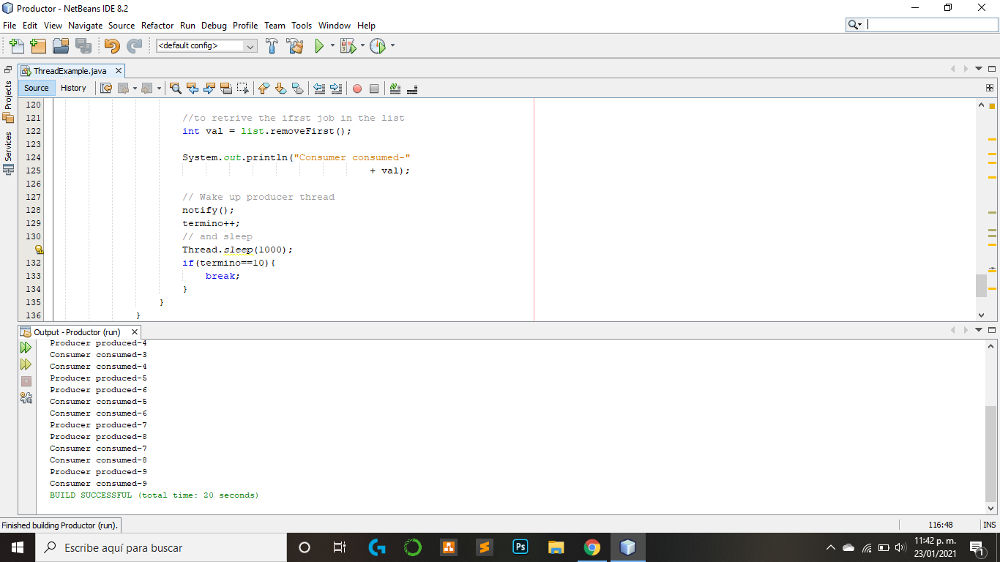 Productor - NetBeans IDE 8.2
File Edit View Navigate Source Refactor Run Debug Profile Team Tools Window Help
<default config>
ThreadExample.java
Projects
Services
Source History
120
121 //to retrive the ifrst job in the list
122 int val = list.removeFirst();
123
124 System.out.println("Consumer consumed-"
125 + val);
126
127 // Wake up producer thread
128 notify();
129 termino++;
130 // and sleep
Thread.sleep(1000);
132 if(termino==10){
133 break;
134 }
135 }
136 }
Output - Productor (run)
Producer produced-4
Consumer consumed-3
Consumer consumed-4
Producer produced-5
Producer produced-6
Consumer consumed-5
Consumer consumed-6
Producer produced-7
Producer produced-8
Consumer consumed-7
Consumer consumed-8
Producer produced-9
Consumer consumed-9
BUILD SUCCESSFUL (total time: 20 seconds)
Finished building Productor (run).
116:48 INS
Escribe aquí para buscar
Ps
11:42 p. m.
23/01/2021
1